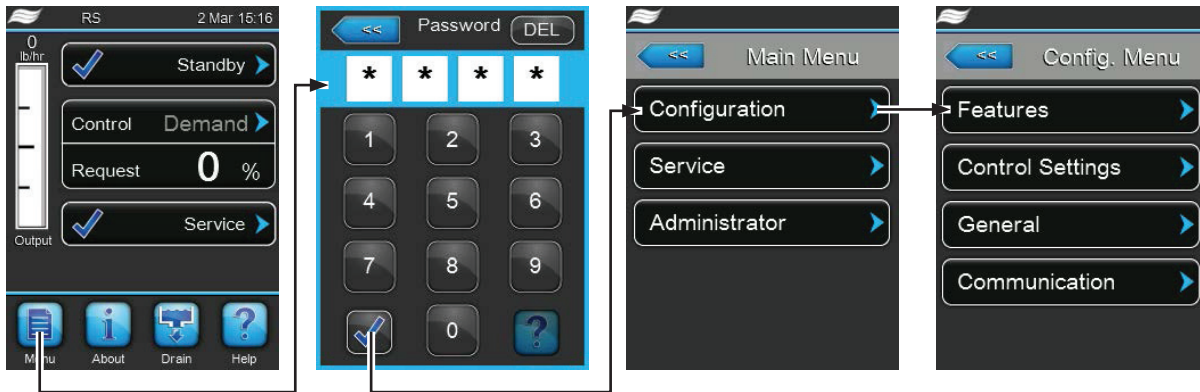 RS 2 Mar 15:16
0
lb/hr
Standby
Control Demand
Request 0 %
Service
Output
Menu About Drain Help
<< Password DEL
* * * *
1 2 3
4 5 6
7 8 9
0 ?
<< Main Menu
Configuration
Service
Administrator
<< Config. Menu
Features
Control Settings
General
Communication